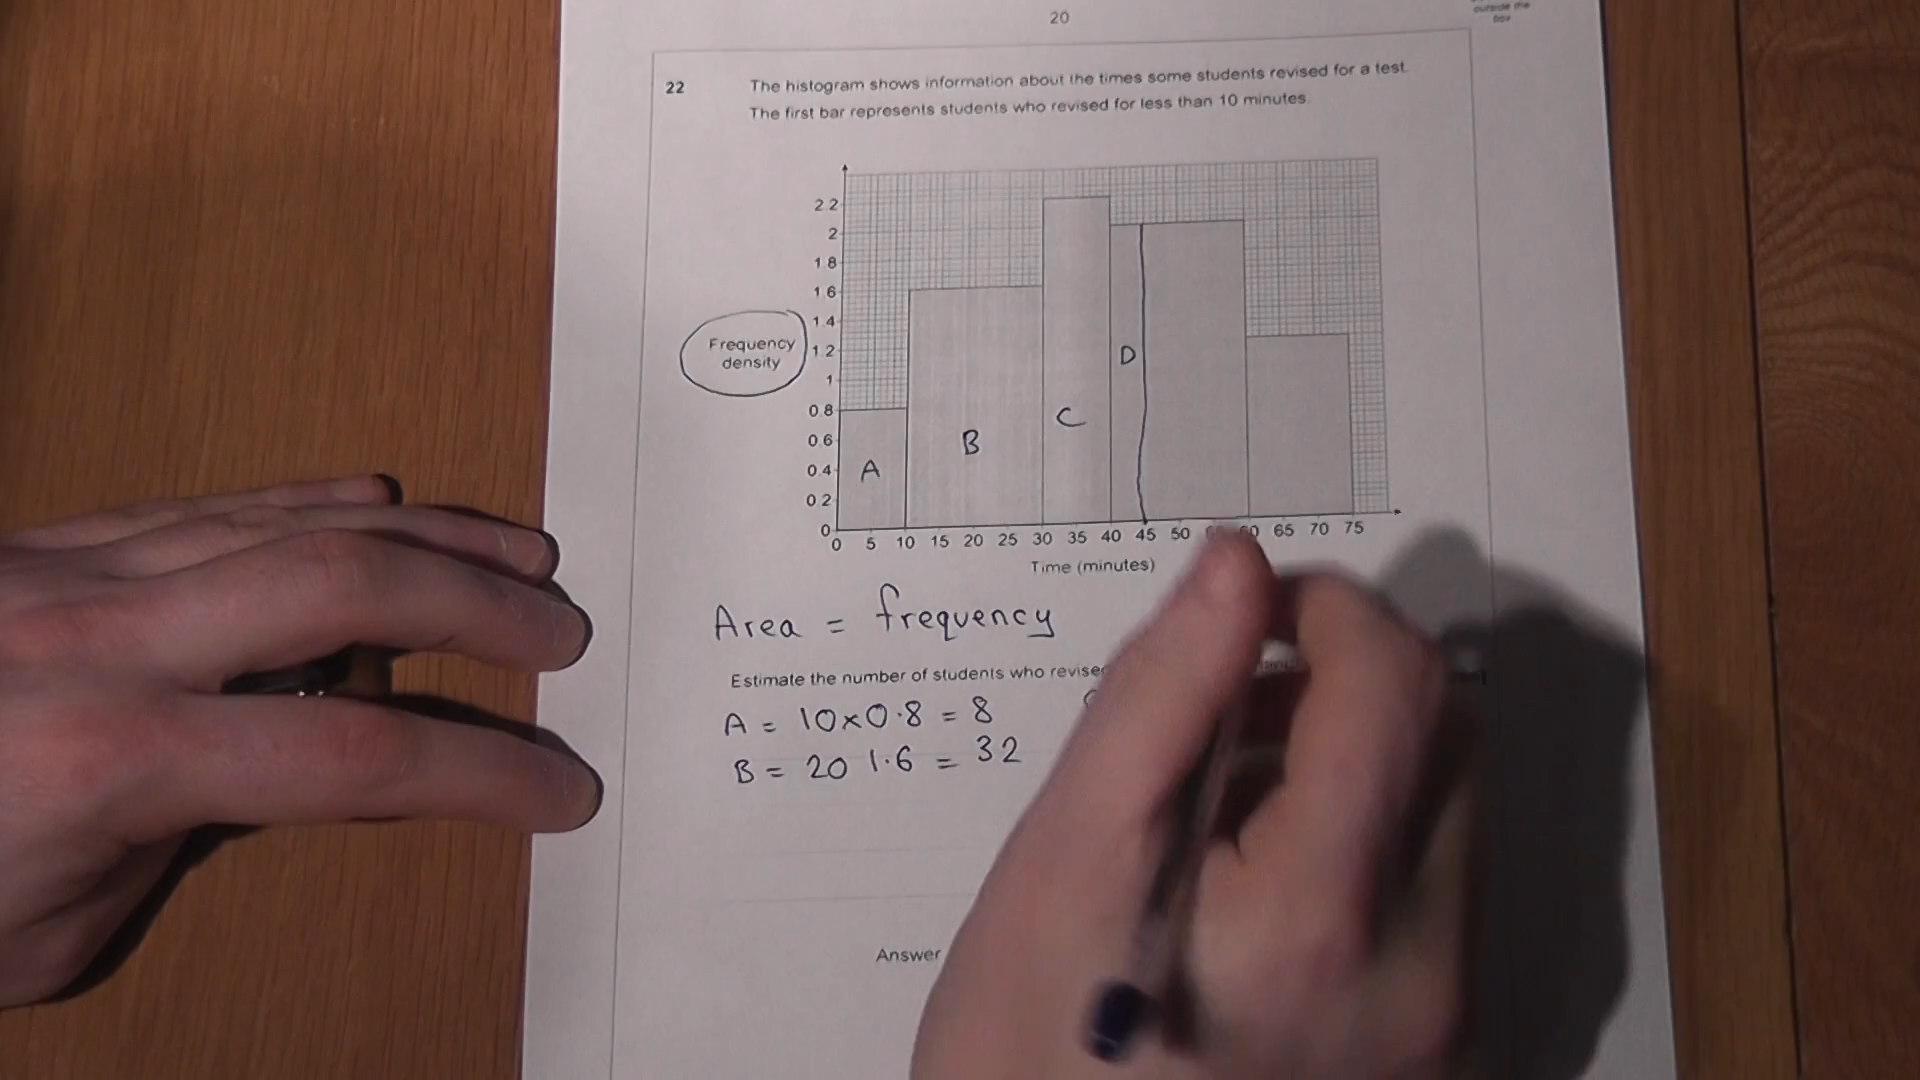 20
outside the
box
22 The histogram shows information about the times some students revised for a test.
The first bar represents students who revised for less than 10 minutes.
2.2
2
1.8
1.6
1.4
Frequency density
1.2
1
0.8
0.6
0.4
0.2
0
A
B
C
D
0 5 10 15 20 25 30 35 40 45 50 60 65 70 75
Time (minutes)
Area = frequency
Estimate the number of students who revised
A = 10×0.8 = 8
B = 20 1.6 = 32
Answer